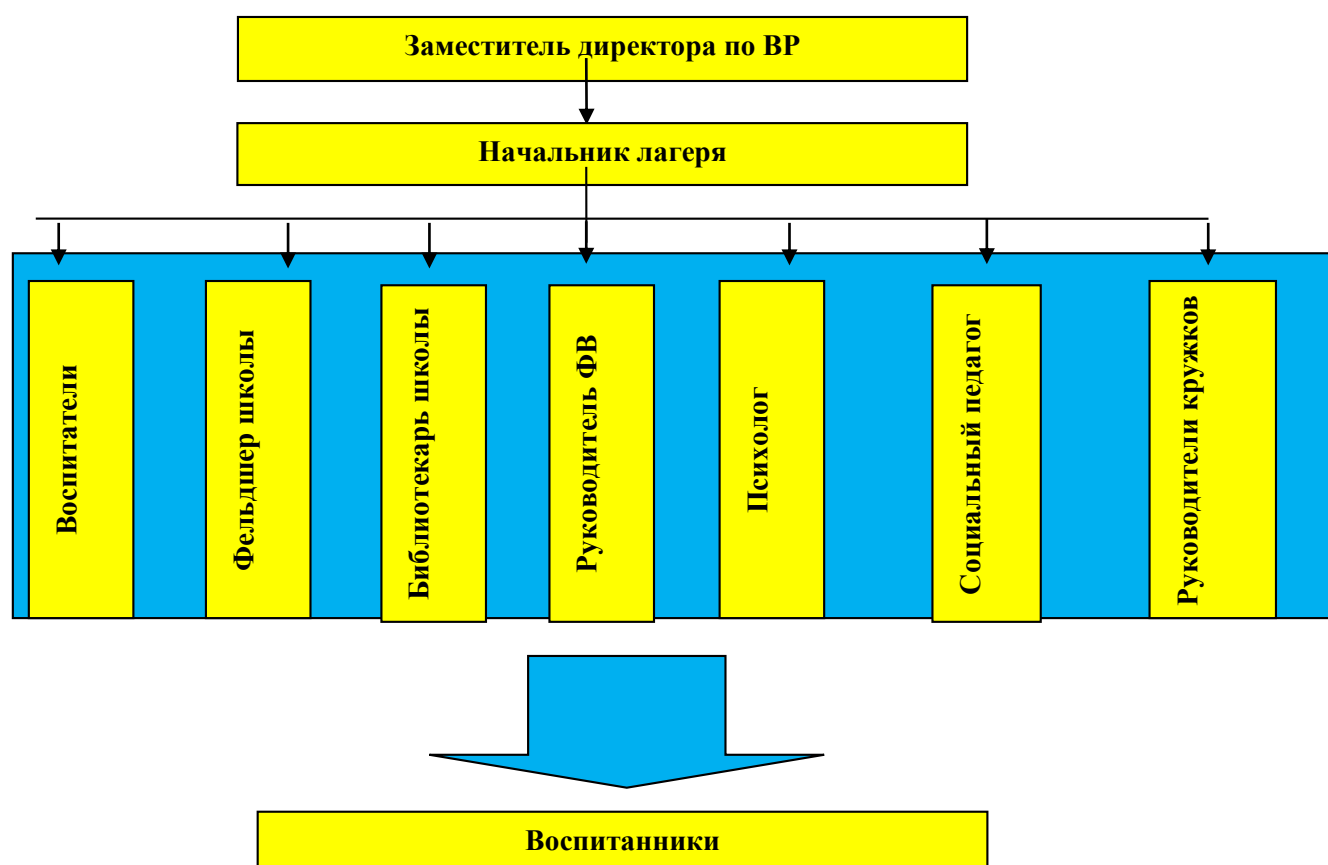 Заместитель директора по ВР
Начальник лагеря
Воспитатели
Фельдшер школы
Библиотекарь школы
Руководитель ФВ
Психолог
Социальный педагог
Руководители кружков
Воспитанники